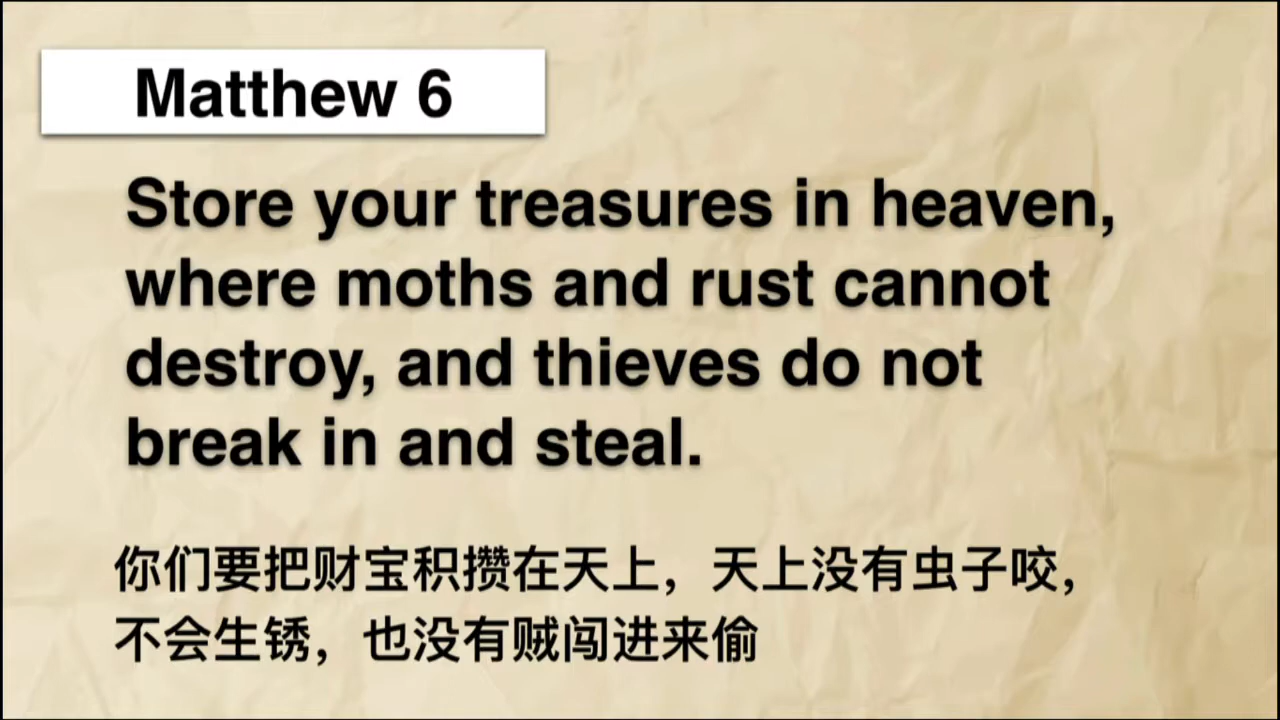 Matthew 6
Store your treasures in heaven,
where moths and rust cannot
destroy, and thieves do not
break in and steal.
你们要把财宝积攒在天上，天上没有虫子咬，
不会生锈，也没有贼闯进来偷